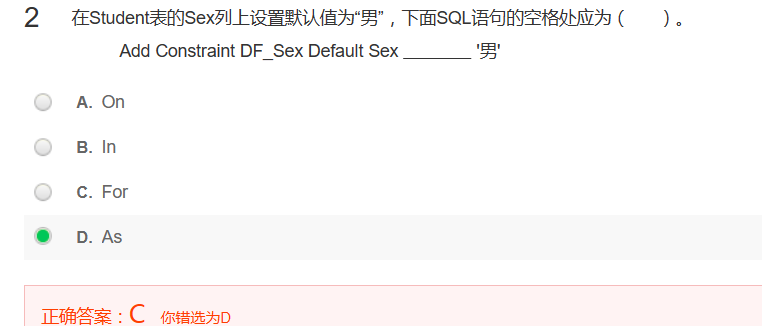 2 在Student表的Sex列上设置默认值为“男”，下面SQL语句的空格处应为（　　）。
Add Constraint DF_Sex Default Sex _______ '男'
A. On
B. In
C. For
D. As
正确答案：C 你错选为D